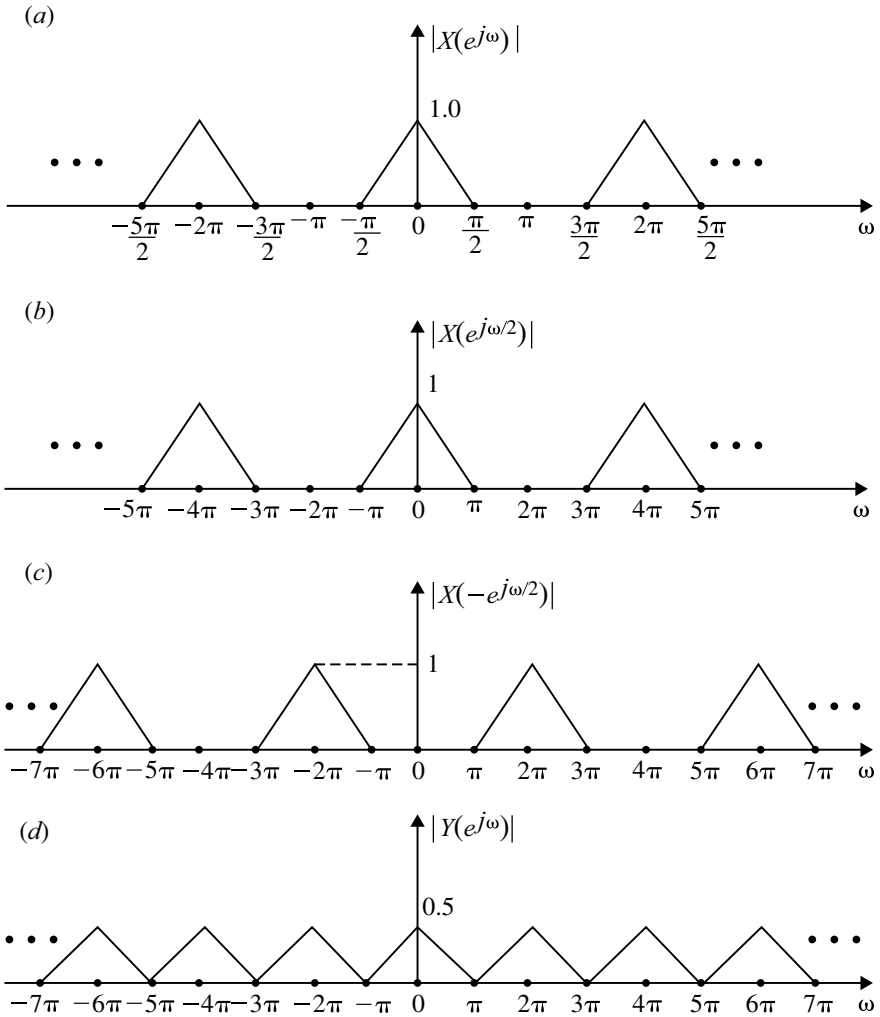 (a)
|X(e^{jω})|
1.0
−5π/2 −2π −3π/2 −π −π/2 0 π/2 π 3π/2 2π 5π/2 ω
(b)
|X(e^{jω/2})|
1
−5π −4π −3π −2π −π 0 π 2π 3π 4π 5π ω
(c)
|X(−e^{jω/2})|
1
−7π −6π −5π −4π −3π −2π −π 0 π 2π 3π 4π 5π 6π 7π ω
(d)
|Y(e^{jω})|
0.5
−7π −6π −5π −4π −3π −2π −π 0 π 2π 3π 4π 5π 6π 7π ω